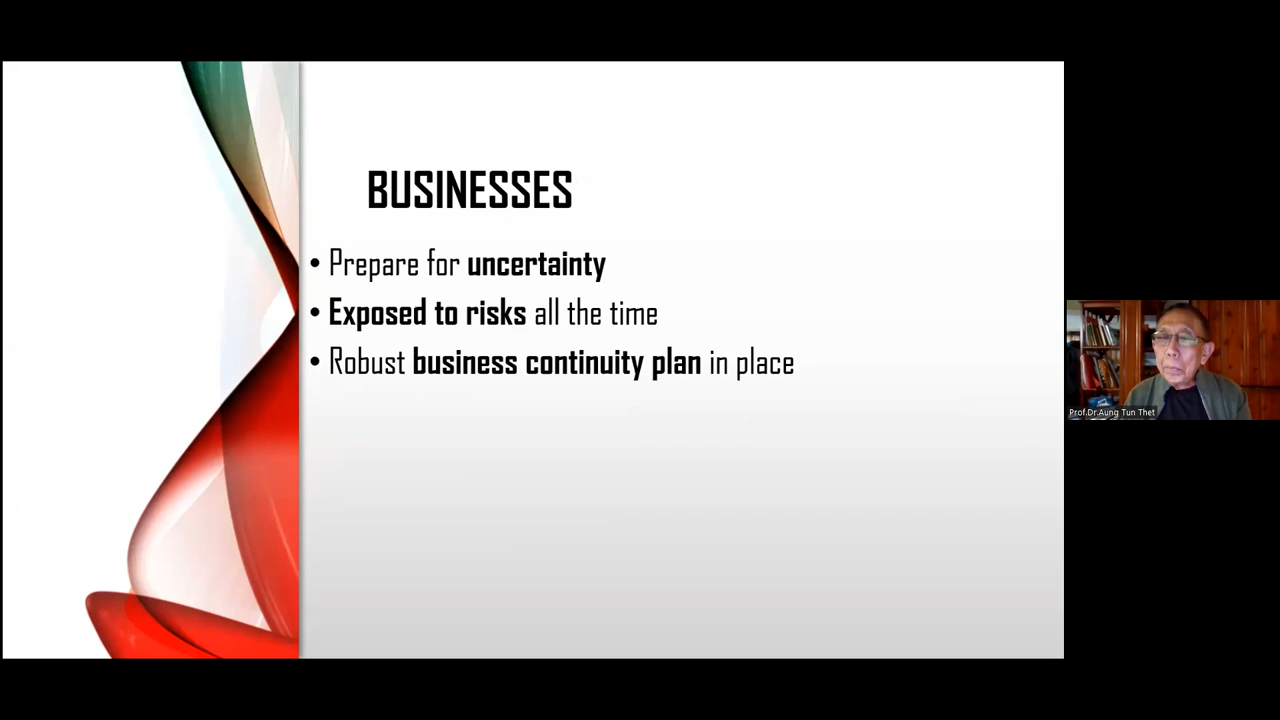 BUSINESSES
• Prepare for uncertainty
• Exposed to risks all the time
• Robust business continuity plan in place
Prof.Dr.Aung Tun Thet